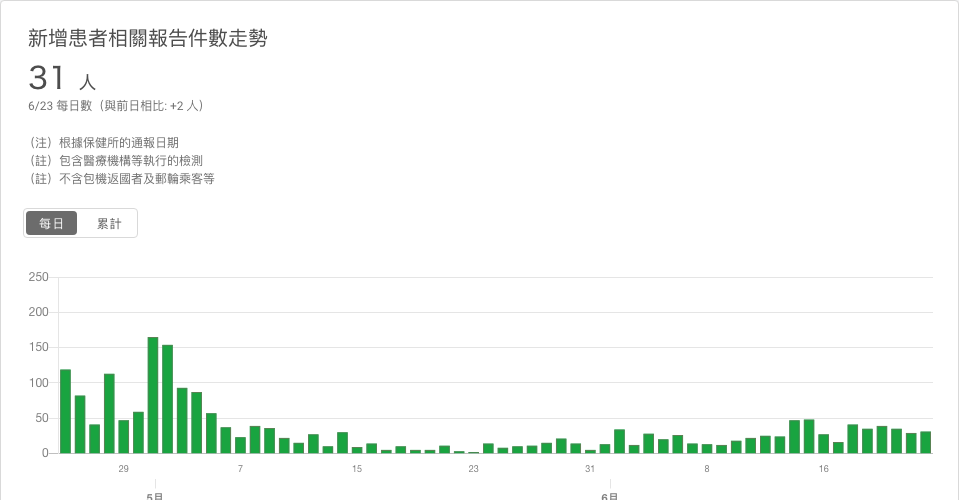 新增患者相關報告件數走勢
31 人
6/23 每日數（與前日相比: +2 人）
（注）根據保健所的通報日期
（註）包含醫療機構等執行的檢測
（註）不含包機返國者及郵輪乘客等
每日 累計
250
200
150
100
50
0
29 7 15 23 31 8 16
5月 6月